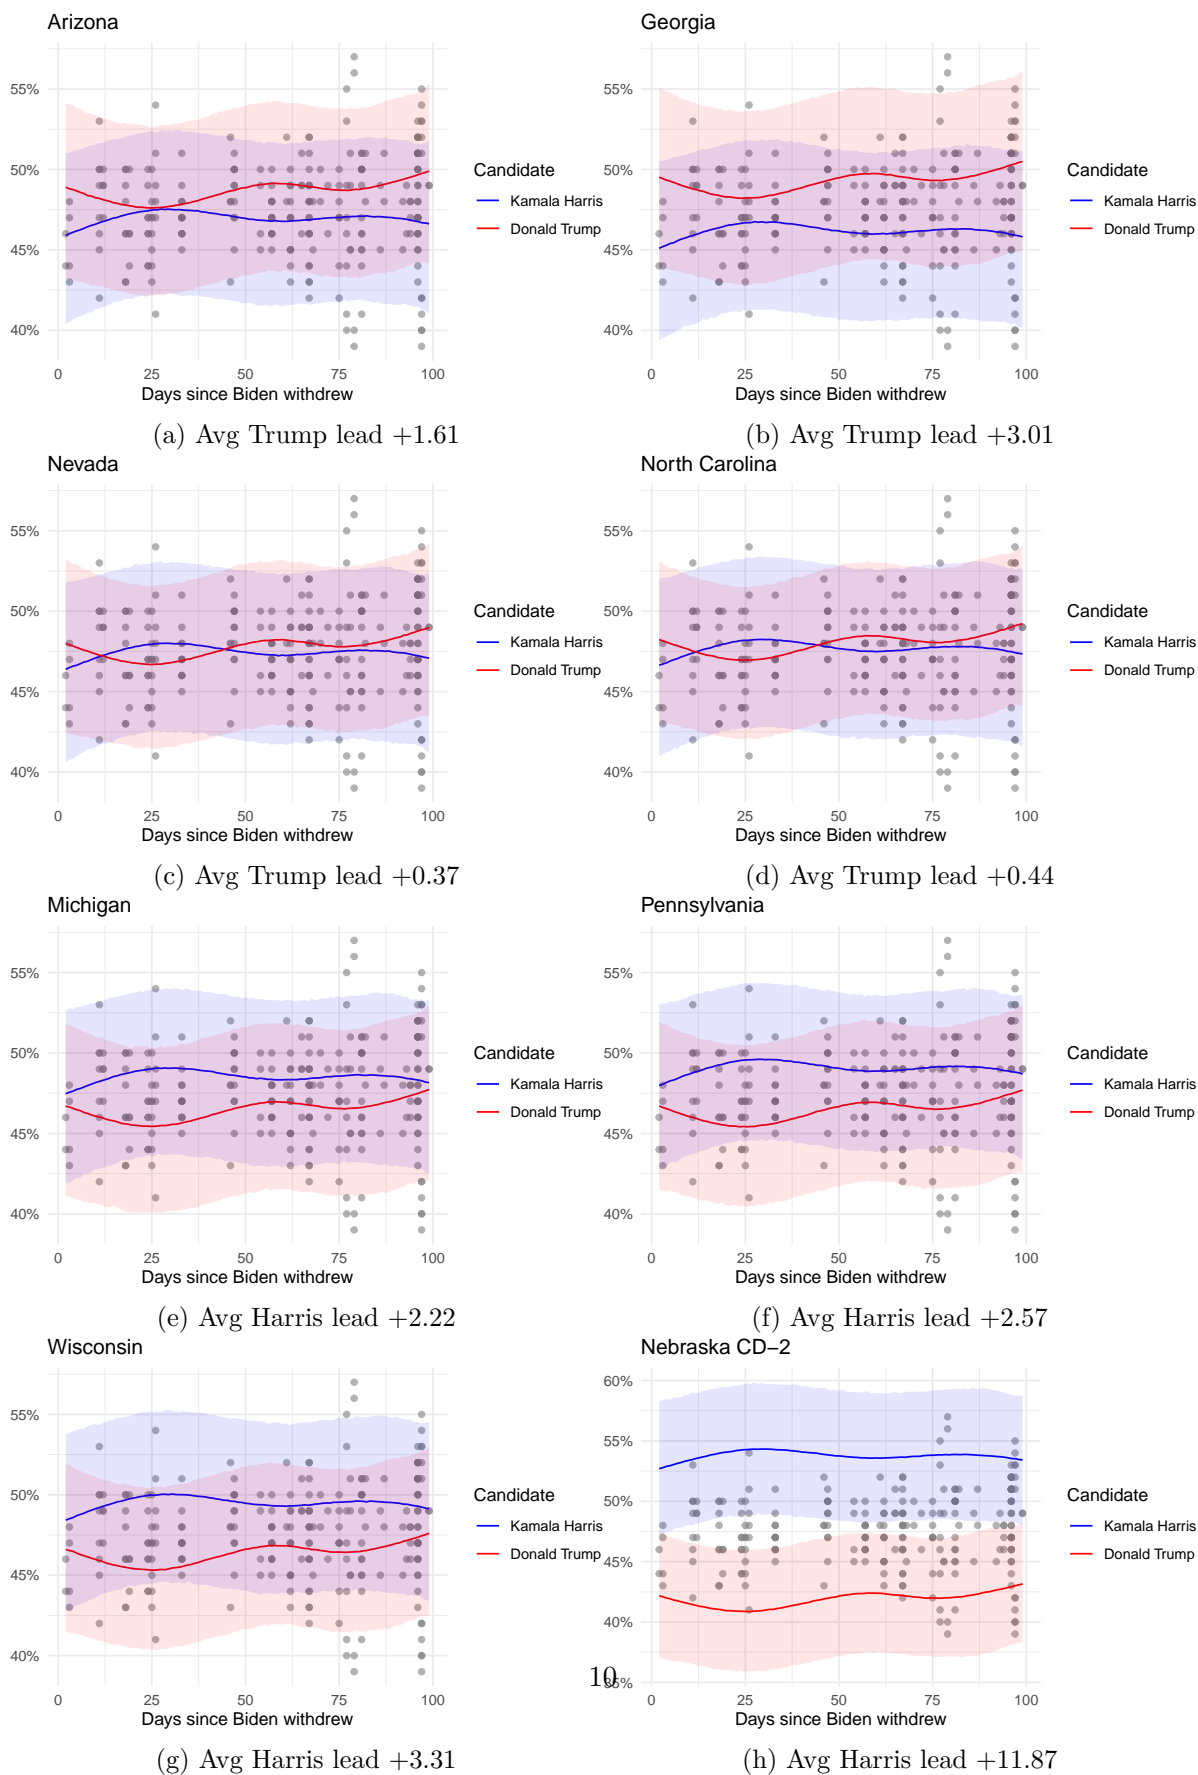 Arizona
55%
50%
45%
40%
0 25 50 75 100
Days since Biden withdrew
Candidate
Kamala Harris
Donald Trump
(a) Avg Trump lead +1.61
Georgia
55%
50%
45%
40%
0 25 50 75 100
Days since Biden withdrew
Candidate
Kamala Harris
Donald Trump
(b) Avg Trump lead +3.01
Nevada
55%
50%
45%
40%
0 25 50 75 100
Days since Biden withdrew
Candidate
Kamala Harris
Donald Trump
(c) Avg Trump lead +0.37
North Carolina
55%
50%
45%
40%
0 25 50 75 100
Days since Biden withdrew
Candidate
Kamala Harris
Donald Trump
(d) Avg Trump lead +0.44
Michigan
55%
50%
45%
40%
0 25 50 75 100
Days since Biden withdrew
Candidate
Kamala Harris
Donald Trump
(e) Avg Harris lead +2.22
Pennsylvania
55%
50%
45%
40%
0 25 50 75 100
Days since Biden withdrew
Candidate
Kamala Harris
Donald Trump
(f) Avg Harris lead +2.57
Wisconsin
55%
50%
45%
40%
0 25 50 75 100
Days since Biden withdrew
Candidate
Kamala Harris
Donald Trump
(g) Avg Harris lead +3.31
Nebraska CD−2
60%
55%
50%
45%
40%
35%
0 25 50 75 100
Days since Biden withdrew
Candidate
Kamala Harris
Donald Trump
(h) Avg Harris lead +11.87
10